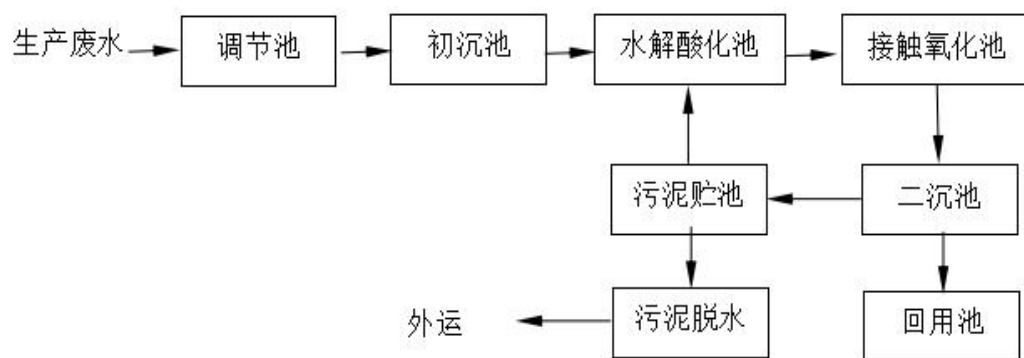 生产废水
调节池
初沉池
水解酸化池
接触氧化池
污泥贮池
二沉池
外运
污泥脱水
回用池